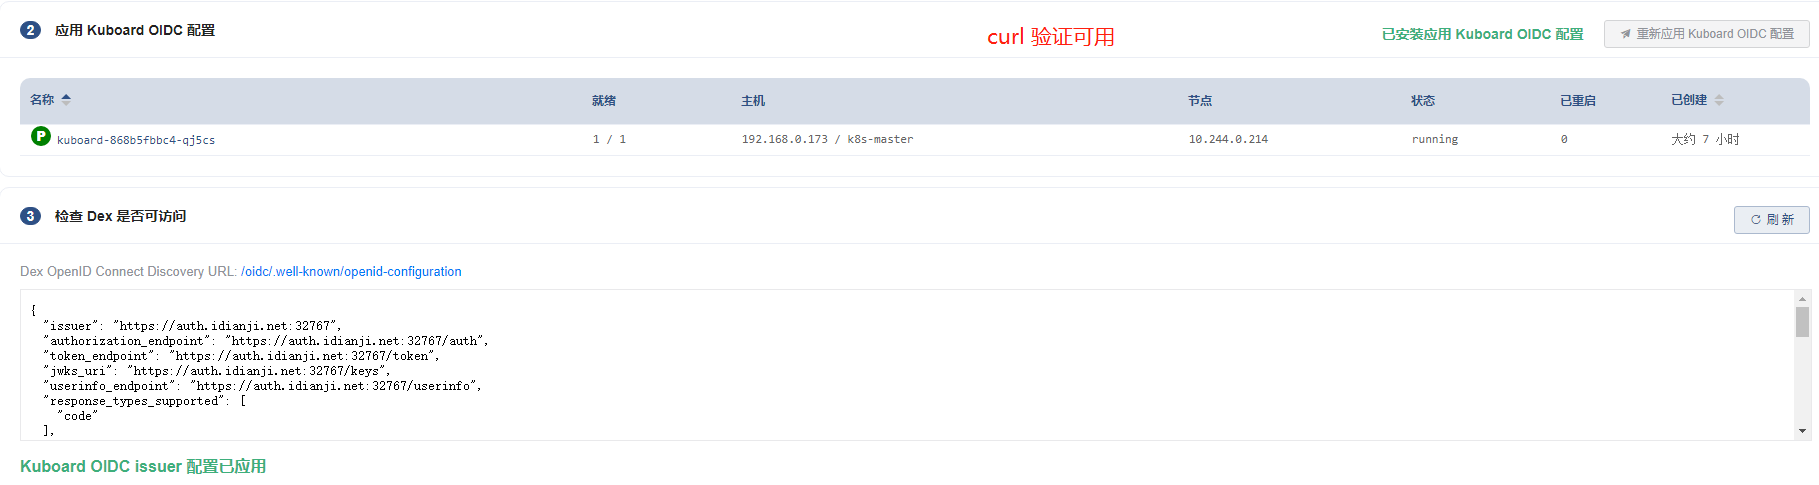 2 应用 Kuboard OIDC 配置 curl 验证可用 已安装应用 Kuboard OIDC 配置 重新应用 Kuboard OIDC 配置
名称 就绪 主机 节点 状态 已重启 已创建
P kuboard-868b5fbbc4-qj5cs 1 / 1 192.168.0.173 / k8s-master 10.244.0.214 running 0 大约 7 小时
3 检查 Dex 是否可访问 刷 新
Dex OpenID Connect Discovery URL: /oidc/.well-known/openid-configuration
{
"issuer": "https://auth.idianji.net:32767",
"authorization_endpoint": "https://auth.idianji.net:32767/auth",
"token_endpoint": "https://auth.idianji.net:32767/token",
"jwks_uri": "https://auth.idianji.net:32767/keys",
"userinfo_endpoint": "https://auth.idianji.net:32767/userinfo",
"response_types_supported": [
"code"
],
Kuboard OIDC issuer 配置已应用